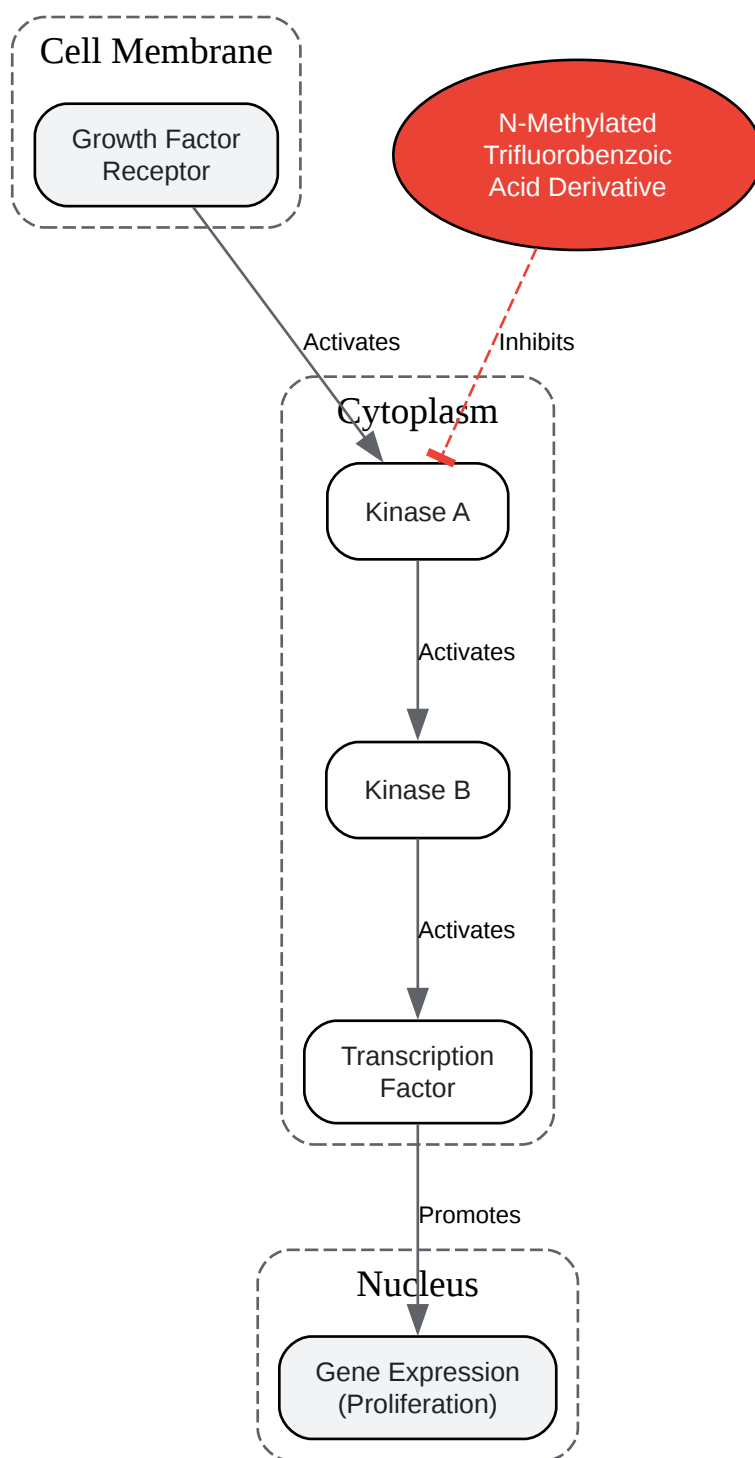 Cell Membrane
Growth Factor
Receptor
N-Methylated
Trifluorobenzoic
Acid Derivative
Activates
Inhibits
Cytoplasm
Kinase A
Activates
Kinase B
Activates
Transcription
Factor
Promotes
Nucleus
Gene Expression
(Proliferation)